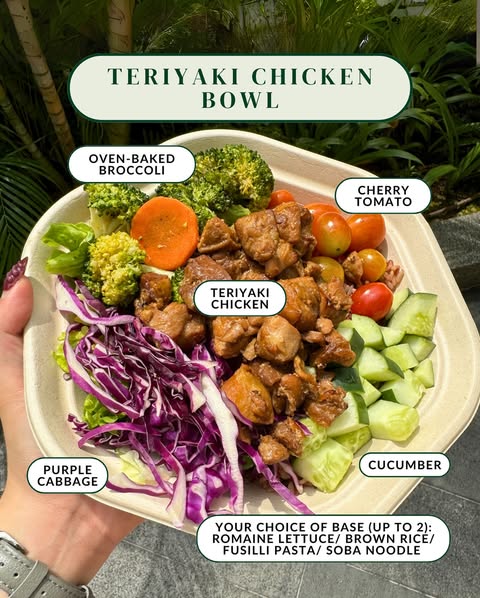 TERIYAKI CHICKEN
BOWL
OVEN-BAKED
BROCCOLI
CHERRY
TOMATO
TERIYAKI
CHICKEN
PURPLE
CABBAGE
CUCUMBER
YOUR CHOICE OF BASE (UP TO 2):
ROMAINE LETTUCE/ BROWN RICE/
FUSILLI PASTA/ SOBA NOODLE